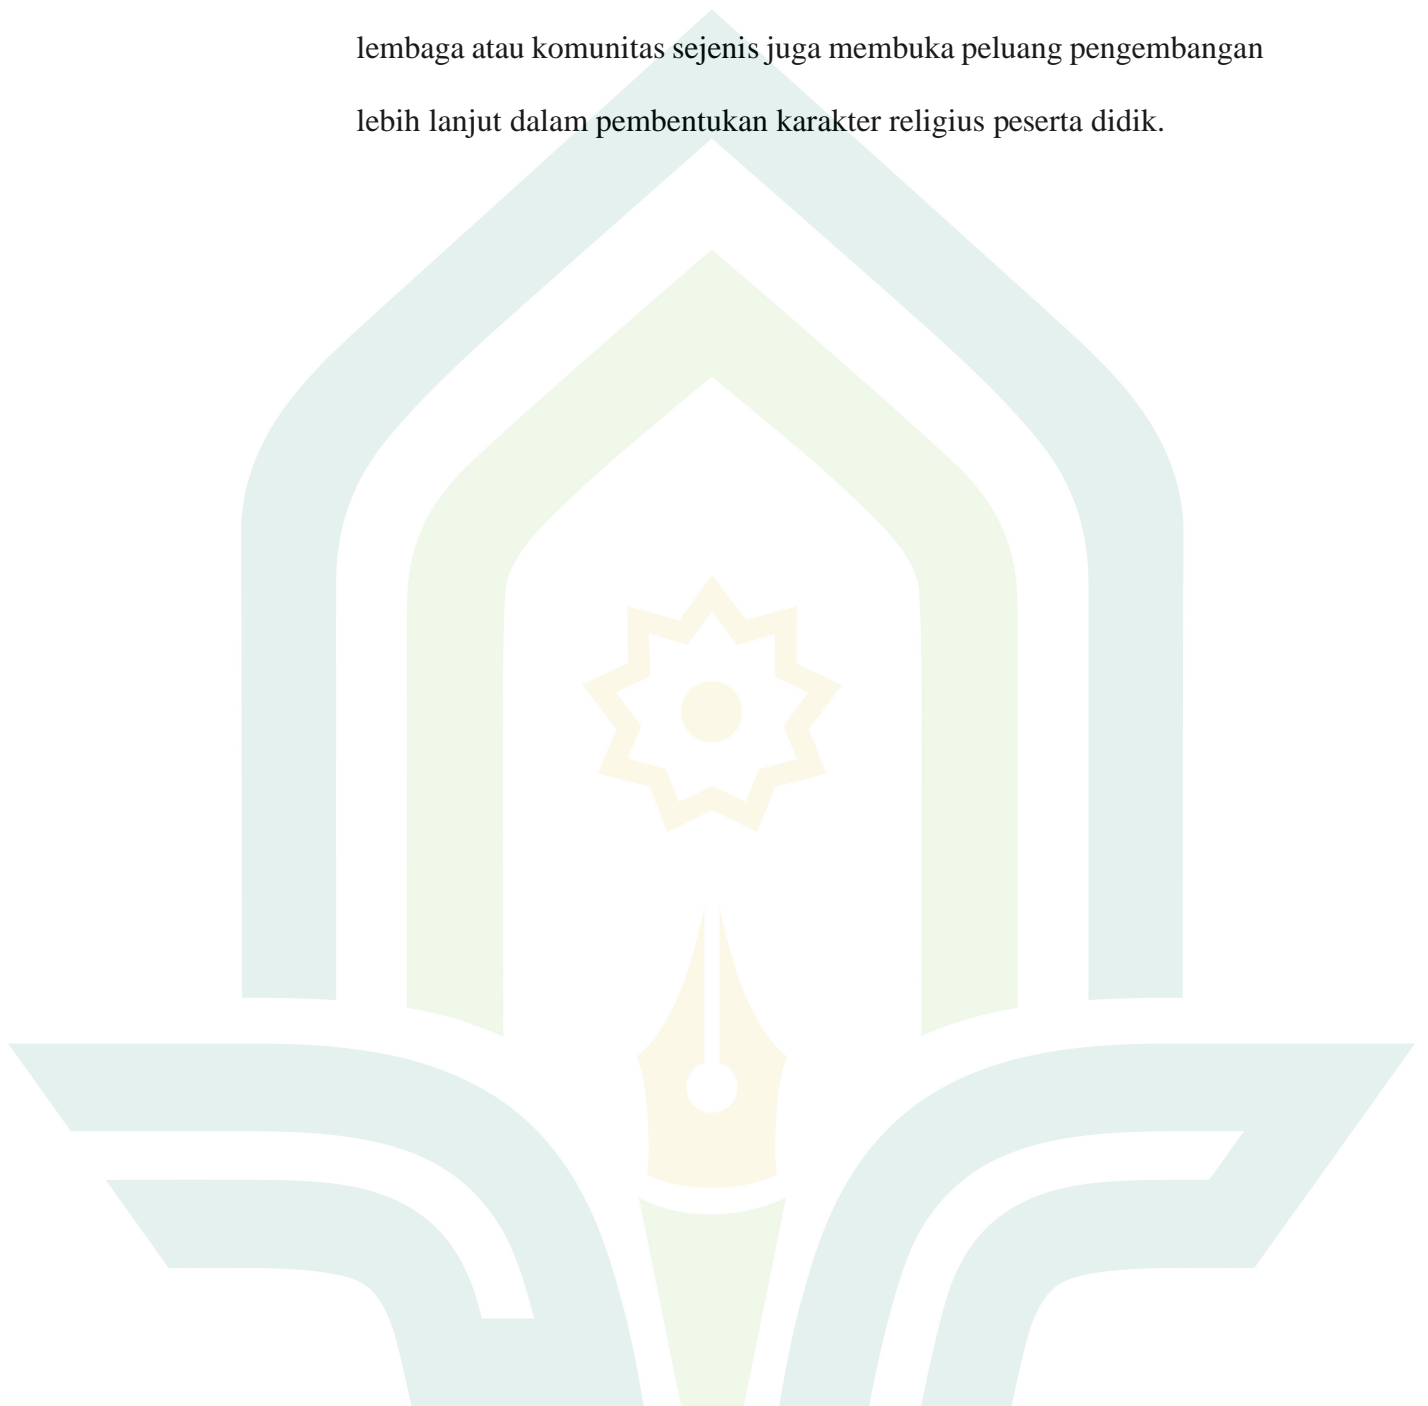 lembaga atau komunitas sejenis juga membuka peluang pengembangan
lebih lanjut dalam pembentukan karakter religius peserta didik.